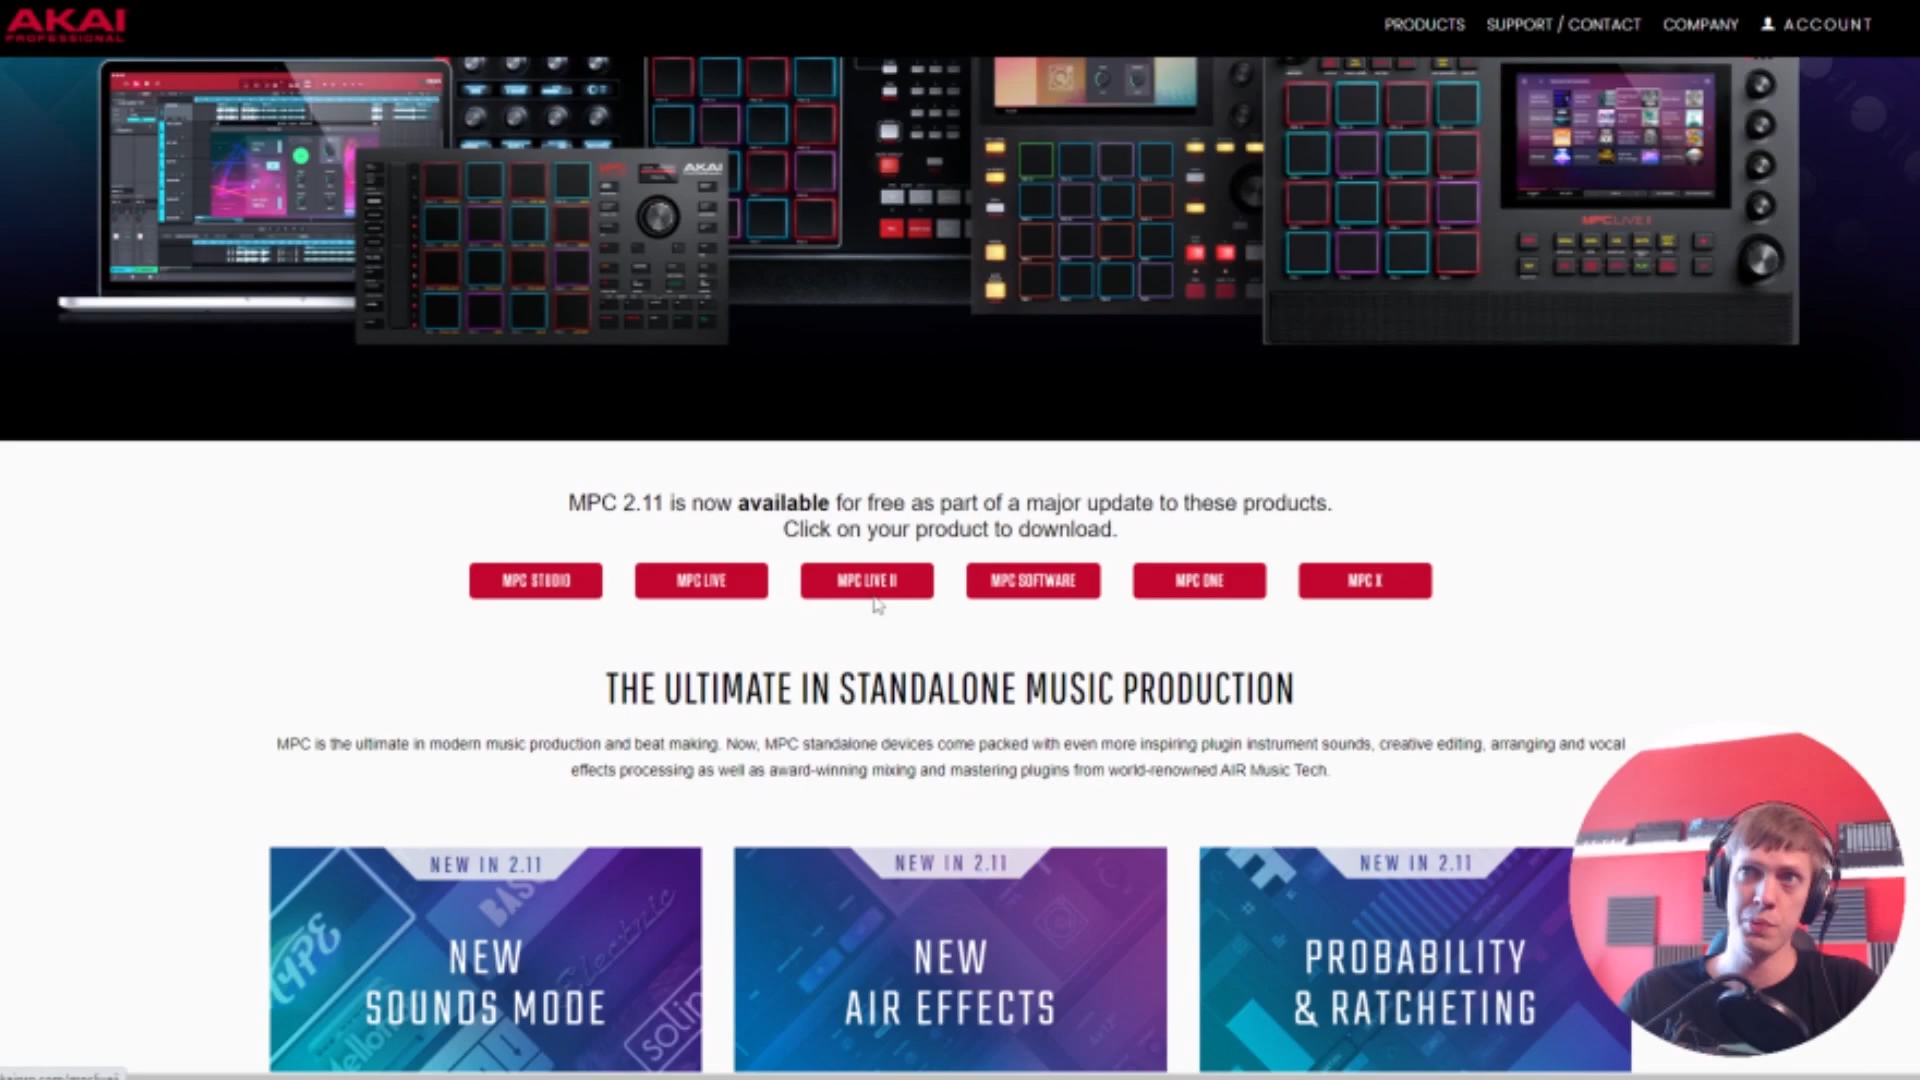 AKAI
PROFESSIONAL
PRODUCTS
SUPPORT / CONTACT
COMPANY
ACCOUNT
AKAI
MPC LIVE II
MPC 2.11 is now available for free as part of a major update to these products.
Click on your product to download.
MPC STUDIO
MPC LIVE
MPC LIVE II
MPC SOFTWARE
MPC ONE
MPC X
THE ULTIMATE IN STANDALONE MUSIC PRODUCTION
MPC is the ultimate in modern music production and beat making. Now, MPC standalone devices come packed with even more inspiring plugin instrument sounds, creative editing, arranging and vocal
effects processing as well as award-winning mixing and mastering plugins from world-renowned AIR Music Tech.
NEW IN 2.11
NEW
SOUNDS MODE
HYPE
BASS
Electric
NEW IN 2.11
NEW
AIR EFFECTS
NEW IN 2.11
PROBABILITY
& RATCHETING